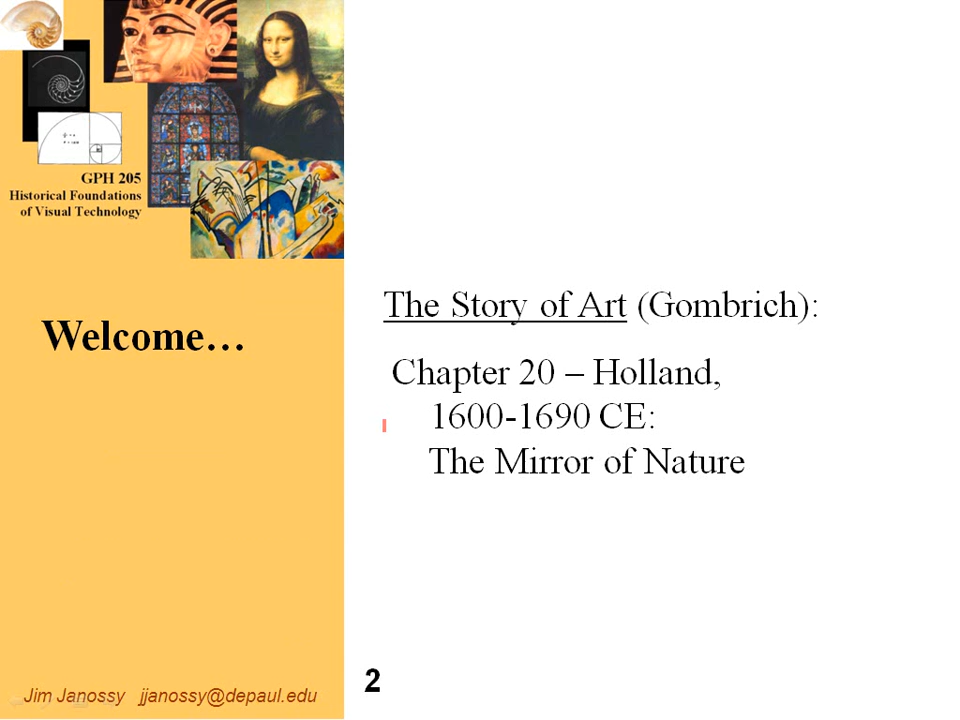 GPH 205
Historical Foundations
of Visual Technology
Welcome…
The Story of Art (Gombrich):
Chapter 20 – Holland,
1600-1690 CE:
The Mirror of Nature
Jim Janossy jjanossy@depaul.edu
2